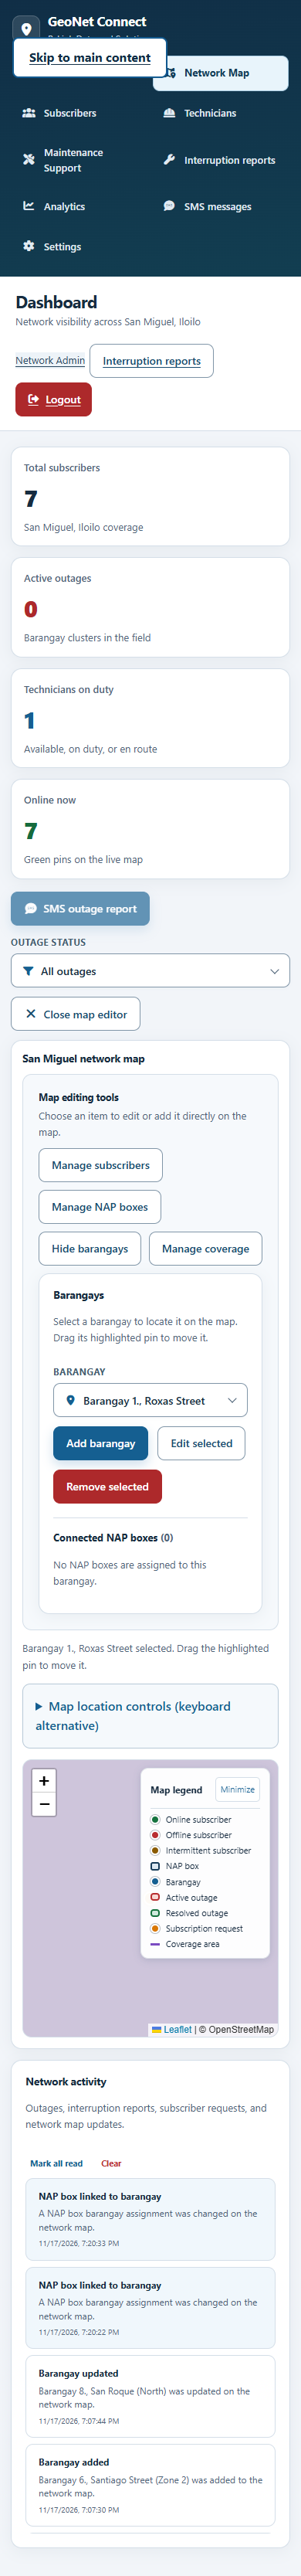 GeoNet Connect
Skip to main content
Network Map
Subscribers
Technicians
Maintenance
Support
Interruption reports
Analytics
SMS messages
Settings
Dashboard
Network visibility across San Miguel, Iloilo
Network Admin
Interruption reports
Logout
Total subscribers
7
San Miguel, Iloilo coverage
Active outages
0
Barangay clusters in the field
Technicians on duty
1
Available, on duty, or en route
Online now
7
Green pins on the live map
SMS outage report
OUTAGE STATUS
All outages
Close map editor
San Miguel network map
Map editing tools
Choose an item to edit or add it directly on the
map.
Manage subscribers
Manage NAP boxes
Hide barangays
Manage coverage
Barangays
Select a barangay to locate it on the map.
Drag its highlighted pin to move it.
BARANGAY
Barangay 1., Roxas Street
Add barangay
Edit selected
Remove selected
Connected NAP boxes (0)
No NAP boxes are assigned to this
barangay.
Barangay 1., Roxas Street selected. Drag the highlighted
pin to move it.
Map location controls (keyboard
alternative)
+
−
Map legend
Minimize
Online subscriber
Offline subscriber
Intermittent subscriber
NAP box
Barangay
Active outage
Resolved outage
Subscription request
Coverage area
Leaflet | © OpenStreetMap
Network activity
Outages, interruption reports, subscriber requests, and
network map updates.
Mark all read
Clear
NAP box linked to barangay
A NAP box barangay assignment was changed on the
network map.
11/17/2026, 7:20:33 PM
NAP box linked to barangay
A NAP box barangay assignment was changed on the
network map.
11/17/2026, 7:20:22 PM
Barangay updated
Barangay 8., San Roque (North) was updated on the
network map.
11/17/2026, 7:07:44 PM
Barangay added
Barangay 6., Santiago Street (Zone 2) was added to the
network map.
11/17/2026, 7:07:30 PM